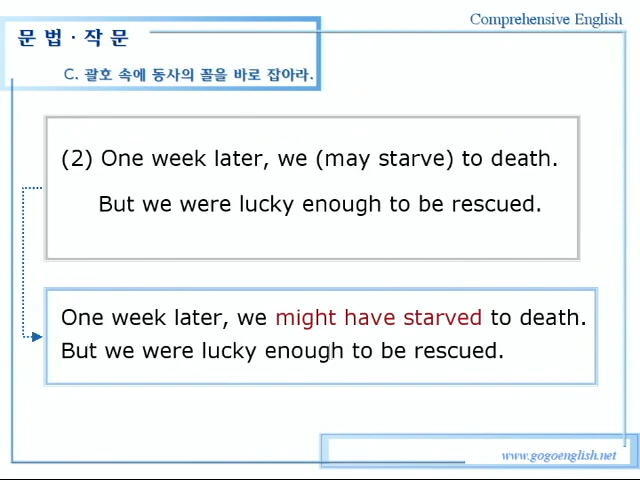 Comprehensive English
문 법 · 작 문
C. 괄호 속에 동사의 꼴을 바로 잡아라.
(2) One week later, we (may starve) to death.
But we were lucky enough to be rescued.
One week later, we might have starved to death.
But we were lucky enough to be rescued.
www.gogoenglish.net